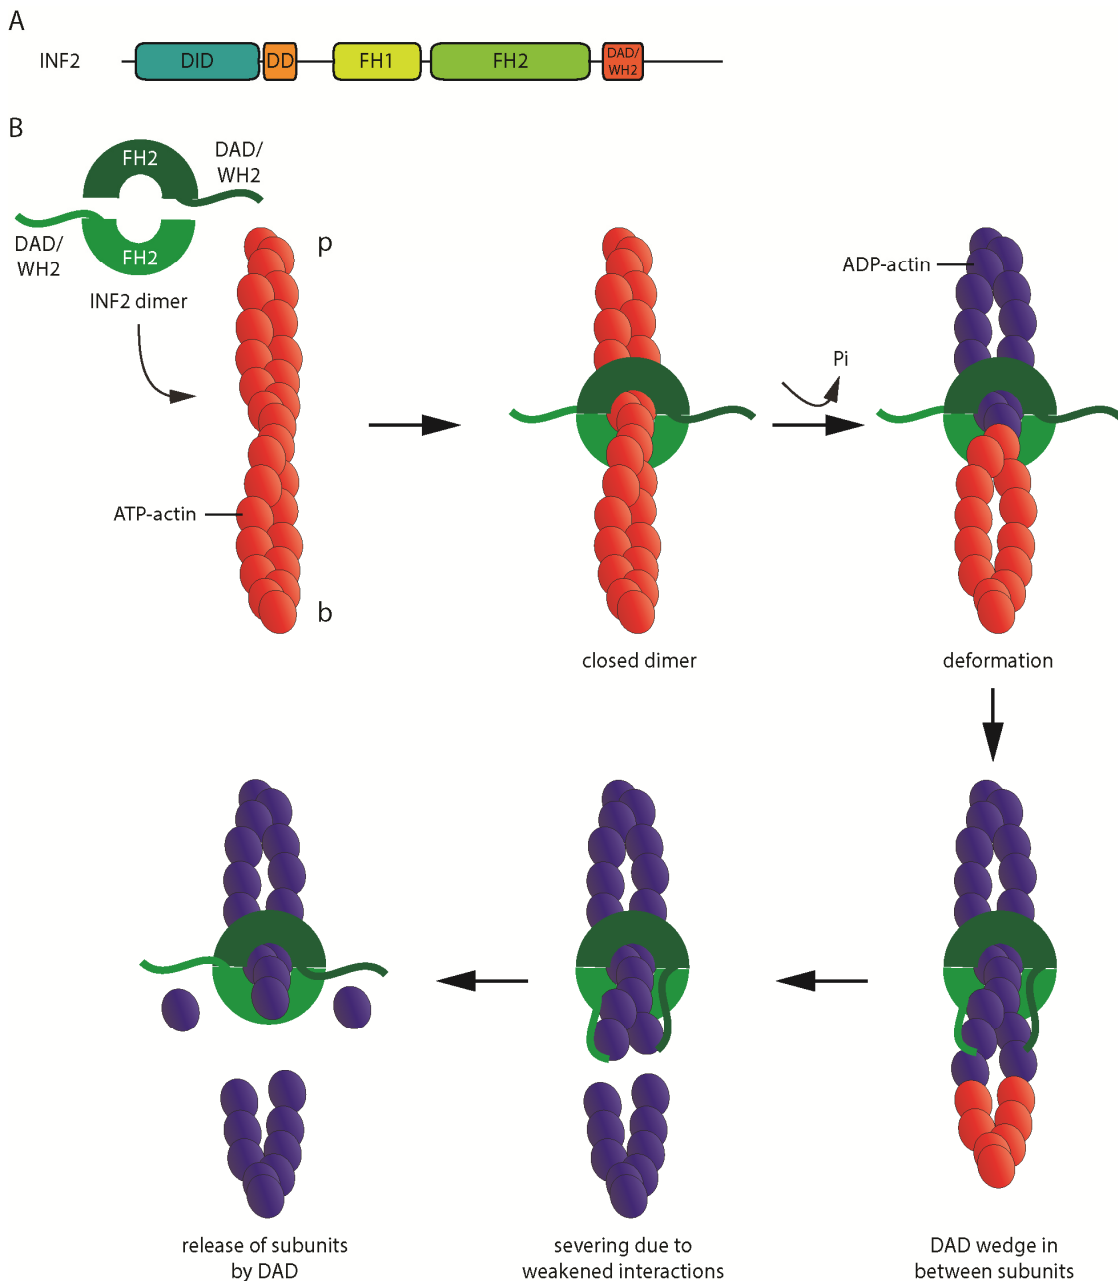 A
INF2
DID
DD
FH1
FH2
DAD/
WH2
B
FH2
DAD/
WH2
DAD/
WH2
FH2
INF2 dimer
p
ATP-actin
b
closed dimer
Pi
ADP-actin
deformation
release of subunits
by DAD
severing due to
weakened interactions
DAD wedge in
between subunits